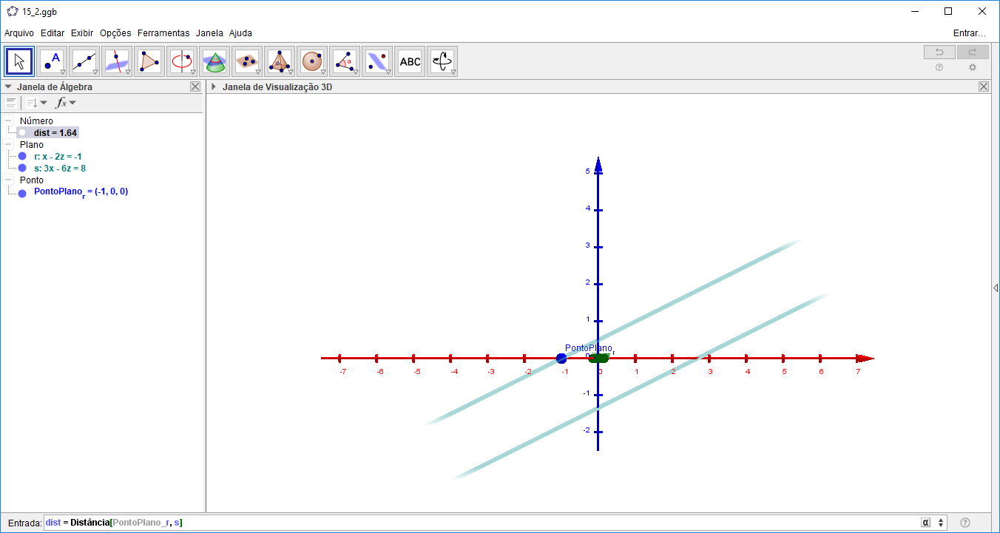 15_2.ggb
Arquivo Editar Exibir Opções Ferramentas Janela Ajuda Entrar...
A α ABC
Janela de Álgebra
Janela de Visualização 3D
fx
Número
dist = 1.64
Plano
r: x - 2z = -1
s: 3x - 6z = 8
Ponto
PontoPlano_r = (-1, 0, 0)
5
4
3
2
1
PontoPlano_r
0
-7 -6 -5 -4 -3 -2 -1 0 1 2 3 4 5 6 7
-1
-2
Entrada: dist = Distância[PontoPlano_r, s] α